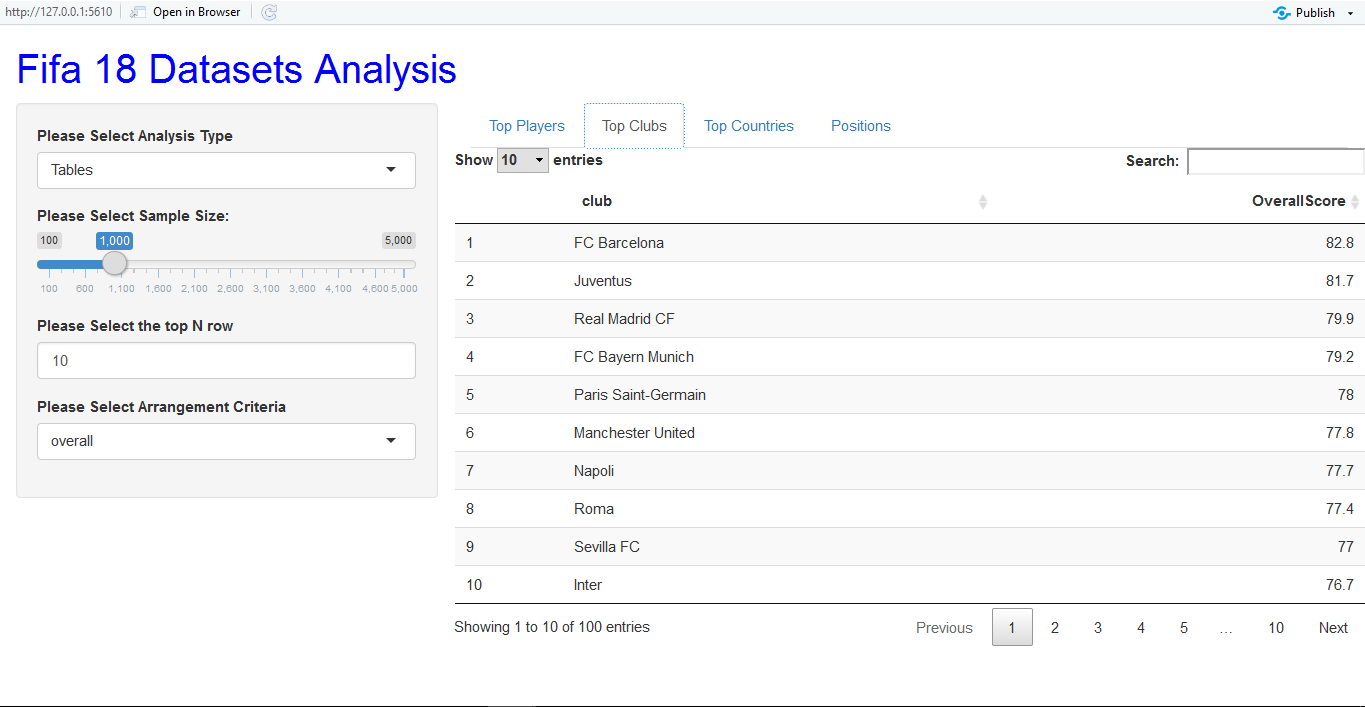 http://127.0.0.1:5610 Open in Browser Publish
Fifa 18 Datasets Analysis
Please Select Analysis Type
Tables
Please Select Sample Size:
100 1,000 5,000
100 600 1,100 1,600 2,100 2,600 3,100 3,600 4,100 4,600 5,000
Please Select the top N row
10
Please Select Arrangement Criteria
overall
Top Players Top Clubs Top Countries Positions
Show 10 entries Search:
club OverallScore
1 FC Barcelona 82.8
2 Juventus 81.7
3 Real Madrid CF 79.9
4 FC Bayern Munich 79.2
5 Paris Saint-Germain 78
6 Manchester United 77.8
7 Napoli 77.7
8 Roma 77.4
9 Sevilla FC 77
10 Inter 76.7
Showing 1 to 10 of 100 entries Previous 1 2 3 4 5 … 10 Next